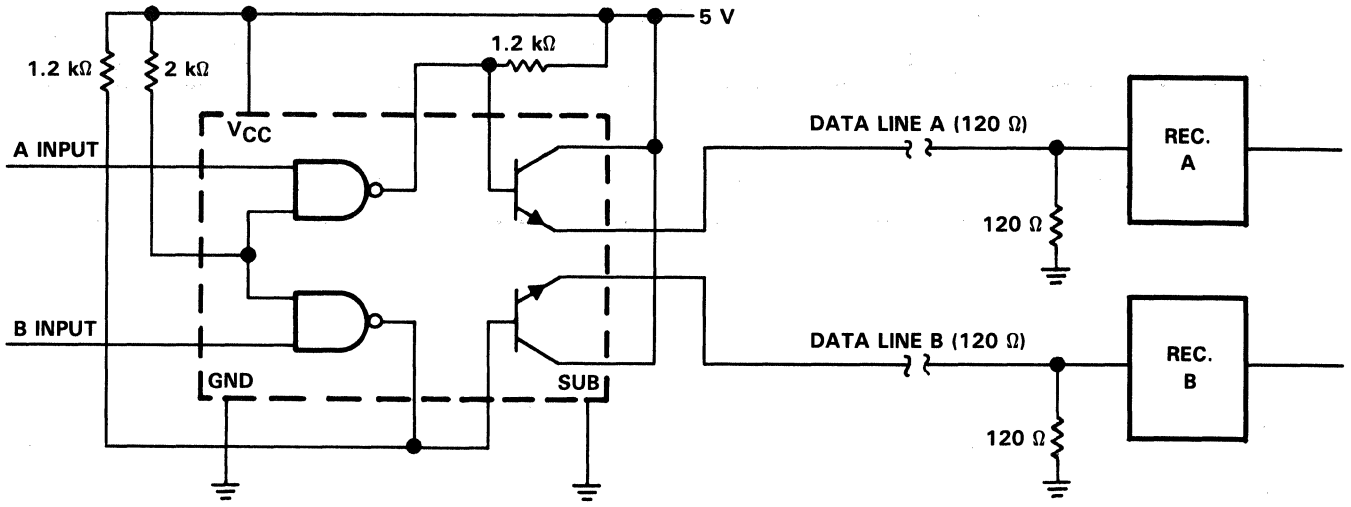 5 V
1.2 kΩ
1.2 kΩ
2 kΩ
VCC
A INPUT
DATA LINE A (120 Ω)
REC.
A
120 Ω
B INPUT
DATA LINE B (120 Ω)
REC.
B
GND
SUB
120 Ω